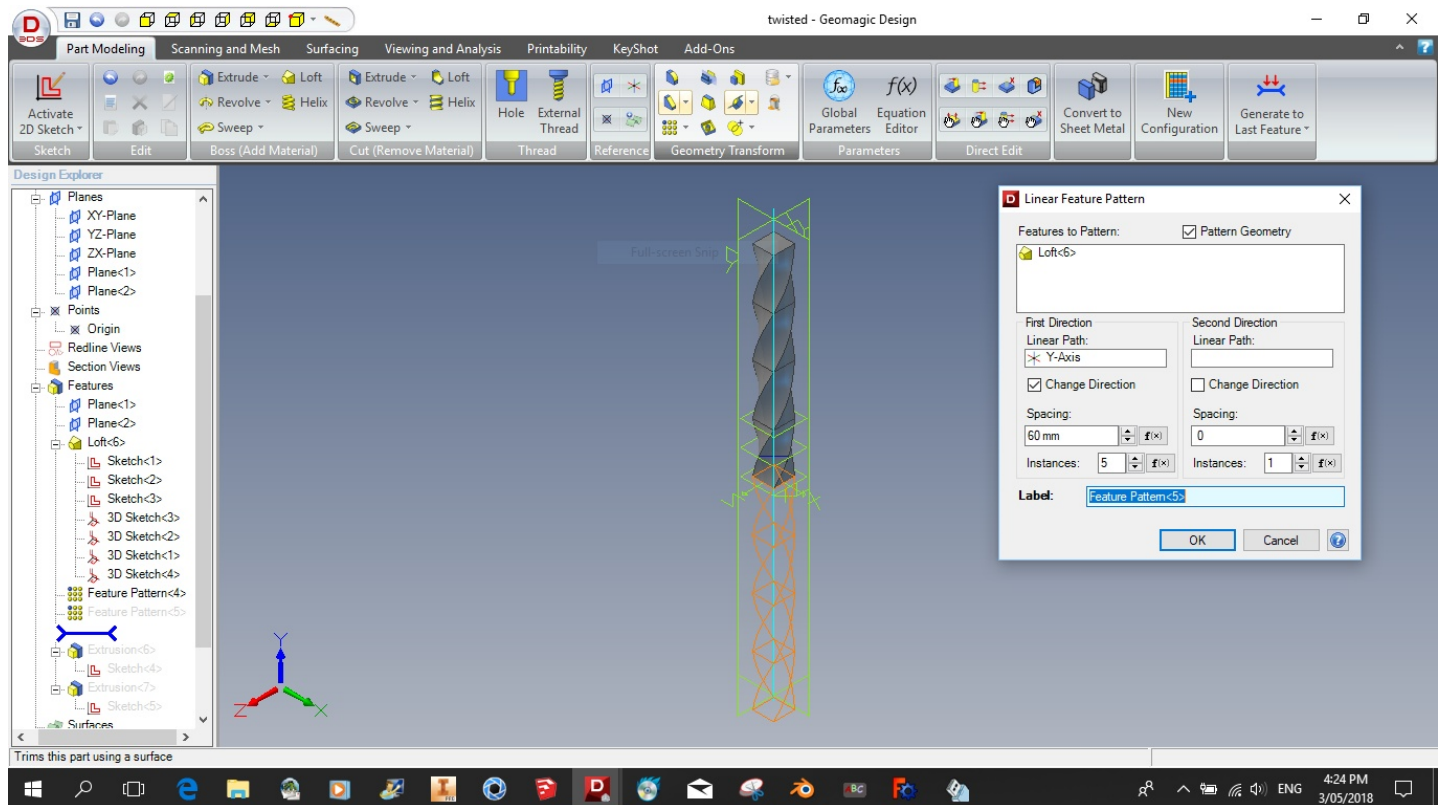 twisted - Geomagic Design
D
3DS
Part Modeling Scanning and Mesh Surfacing Viewing and Analysis Printability KeyShot Add-Ons
Activate 2D Sketch
Sketch
Edit
Extrude Loft
Revolve Helix
Sweep
Boss (Add Material)
Extrude Loft
Revolve Helix
Sweep
Cut (Remove Material)
Hole External Thread
Thread
Reference
Geometry Transform
f(x) Global Parameters
f(x) Equation Editor
Parameters
Direct Edit
Convert to Sheet Metal
New Configuration
Generate to Last Feature
Design Explorer
Planes
XY-Plane
YZ-Plane
ZX-Plane
Plane<1>
Plane<2>
Points
Origin
Redline Views
Section Views
Features
Plane<1>
Plane<2>
Loft<6>
Sketch<1>
Sketch<2>
Sketch<3>
3D Sketch<3>
3D Sketch<2>
3D Sketch<1>
3D Sketch<4>
Feature Pattern<4>
Feature Pattern<5>
Extrusion<6>
Sketch<4>
Extrusion<7>
Sketch<5>
Surfaces
Full-screen Snip
Y
Z
X
D Linear Feature Pattern
Features to Pattern: Pattern Geometry
Loft<6>
First Direction Second Direction
Linear Path: Linear Path:
Y-Axis
Change Direction Change Direction
Spacing: Spacing:
60 mm f(x) 0 f(x)
Instances: 5 f(x) Instances: 1 f(x)
Label: Feature Pattern<5>
OK Cancel ?
Trims this part using a surface
ENG 4:24 PM
3/05/2018